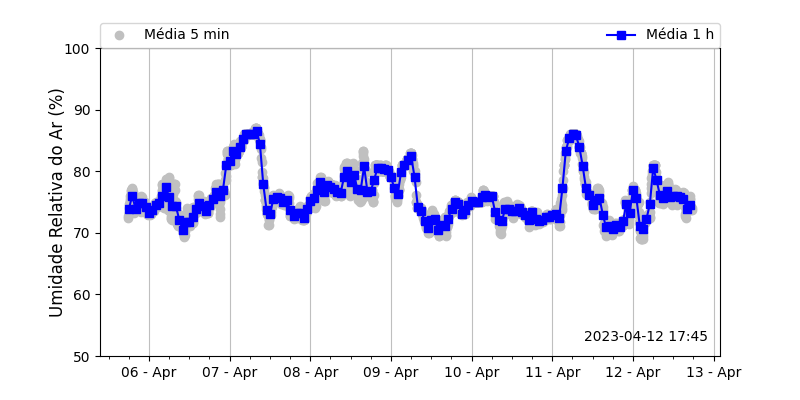 Média 5 min Média 1 h
Umidade Relativa do Ar (%)
100
90
80
70
60
50
2023-04-12 17:45
06 - Apr 07 - Apr 08 - Apr 09 - Apr 10 - Apr 11 - Apr 12 - Apr 13 - Apr